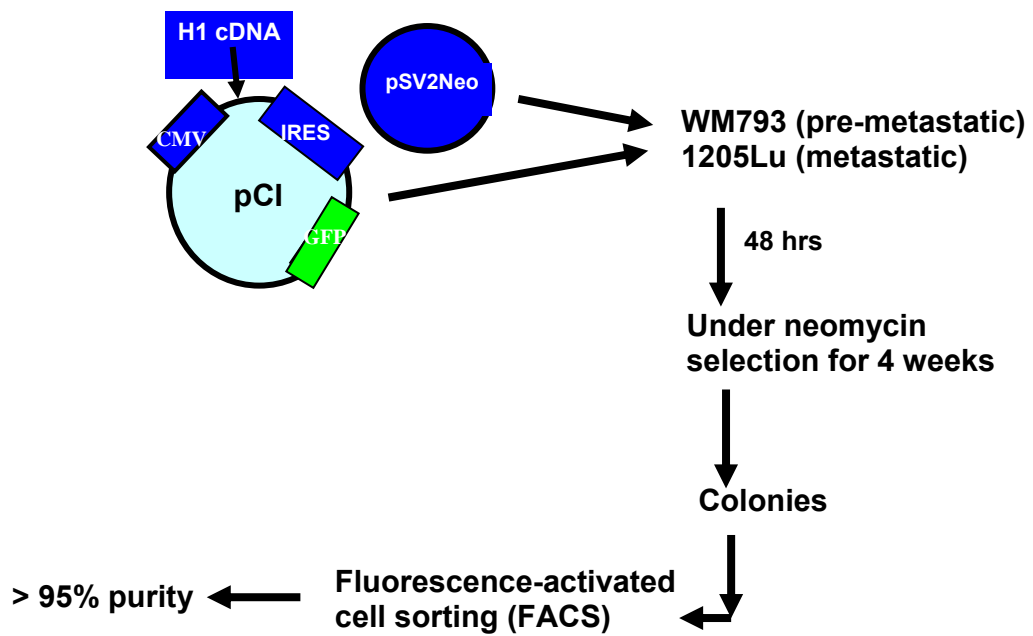 H1 cDNA
pSV2Neo
CMV
IRES
pCI
GFP
WM793 (pre-metastatic)
1205Lu (metastatic)
48 hrs
Under neomycin
selection for 4 weeks
Colonies
Fluorescence-activated
cell sorting (FACS)
> 95% purity